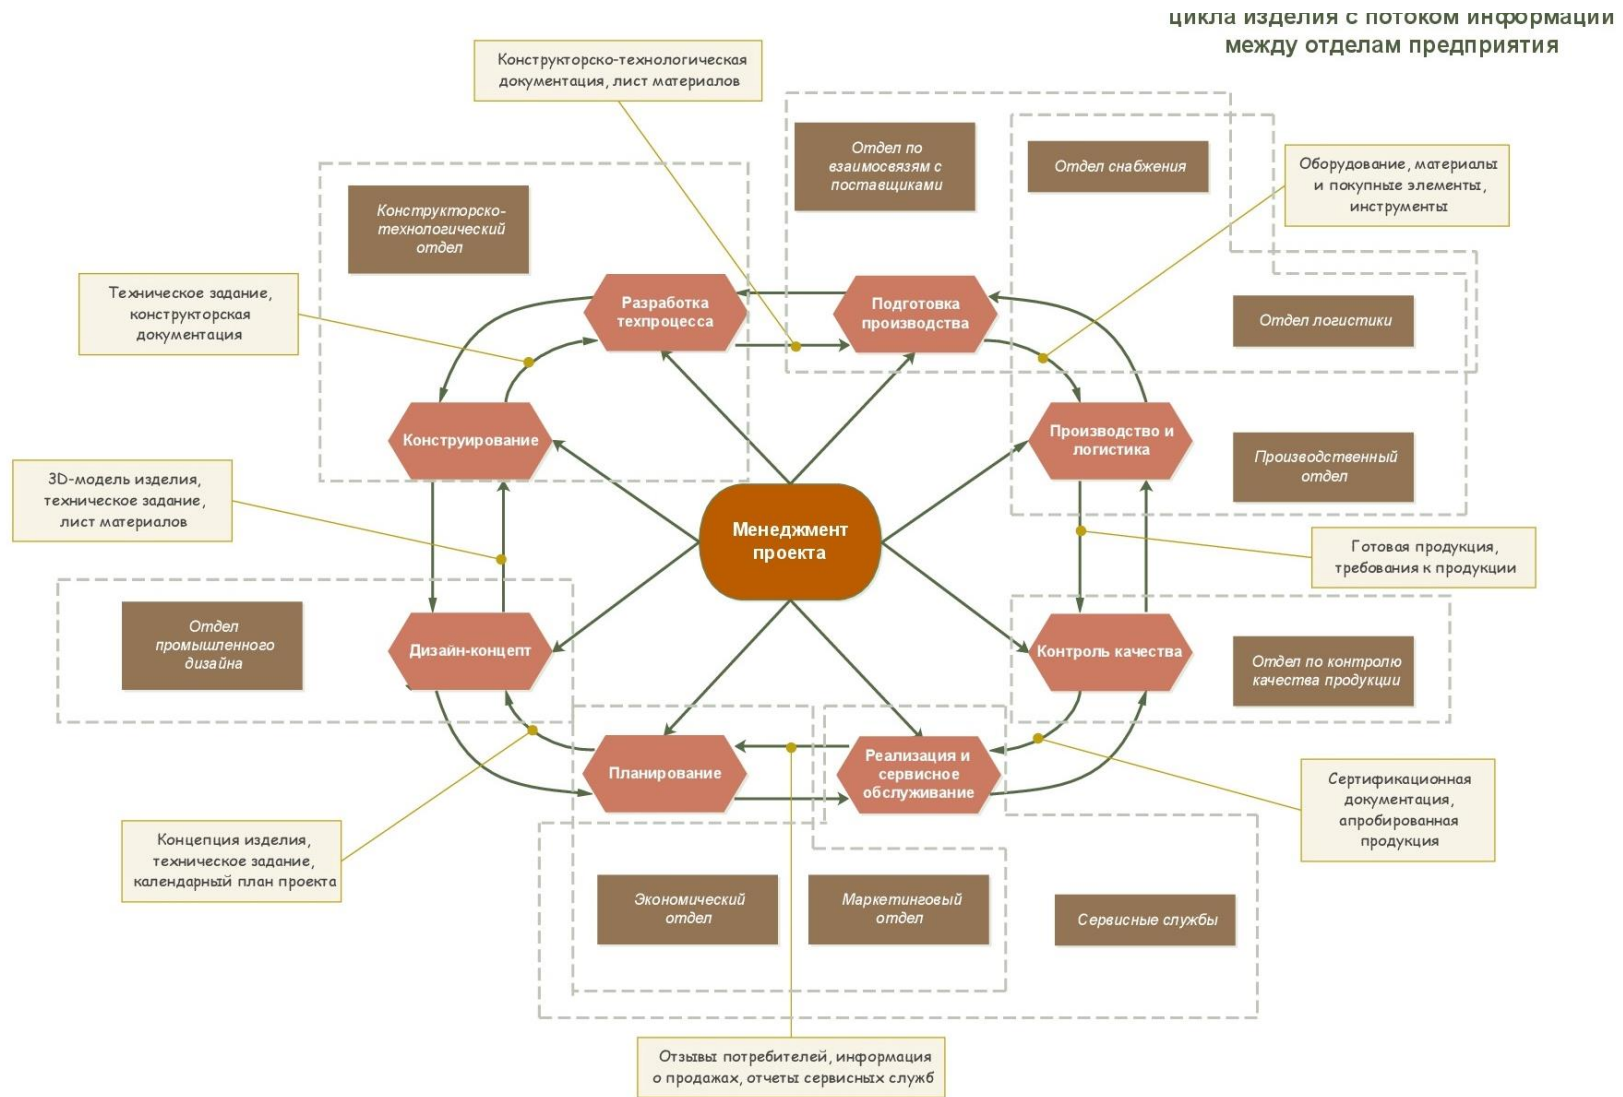 цикла изделия с потоком информации
между отделам предприятия
Конструкторско-технологическая
документация, лист материалов
Отдел по
взаимосвязям с
поставщиками
Отдел снабжения
Оборудование, материалы
и покупные элементы,
инструменты
Конструкторско-
технологический
отдел
Техническое задание,
конструкторская
документация
Разработка
техпроцесса
Подготовка
производства
Отдел логистики
Конструирование
Производство и
логистика
Производственный
отдел
3D-модель изделия,
техническое задание,
лист материалов
Менеджмент
проекта
Готовая продукция,
требования к продукции
Отдел
промышленного
дизайна
Дизайн-концепт
Контроль качества
Отдел по контролю
качества продукции
Планирование
Реализация и
сервисное
обслуживание
Сертификационная
документация,
апробированная
продукция
Концепция изделия,
техническое задание,
календарный план проекта
Экономический
отдел
Маркетинговый
отдел
Сервисные службы
Отзывы потребителей, информация
о продажах, отчеты сервисных служб